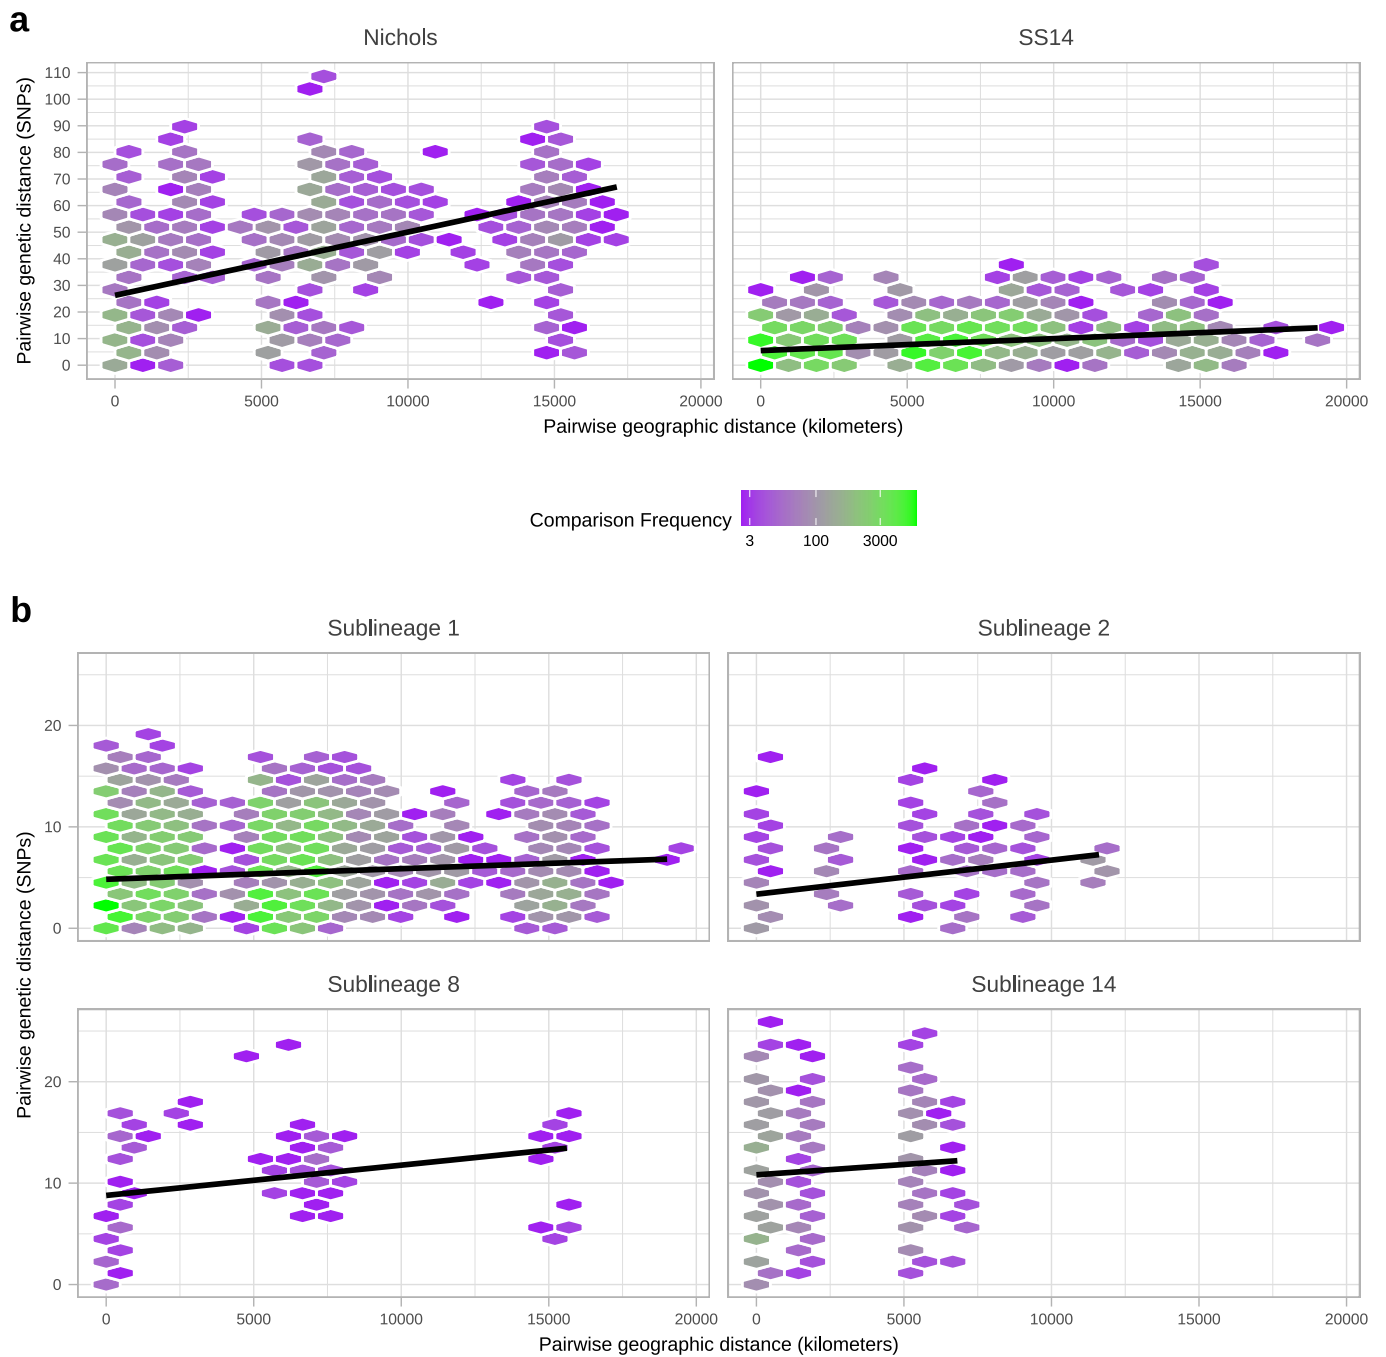 a
Nichols
SS14
Pairwise genetic distance (SNPs)
110
100
90
80
70
60
50
40
30
20
10
0
0 5000 10000 15000 20000
0 5000 10000 15000 20000
Pairwise geographic distance (kilometers)
Comparison Frequency
3 100 3000
b
Sublineage 1
Sublineage 2
20
10
0
Sublineage 8
Sublineage 14
Pairwise genetic distance (SNPs)
20
10
0
0 5000 10000 15000 20000
0 5000 10000 15000 20000
Pairwise geographic distance (kilometers)